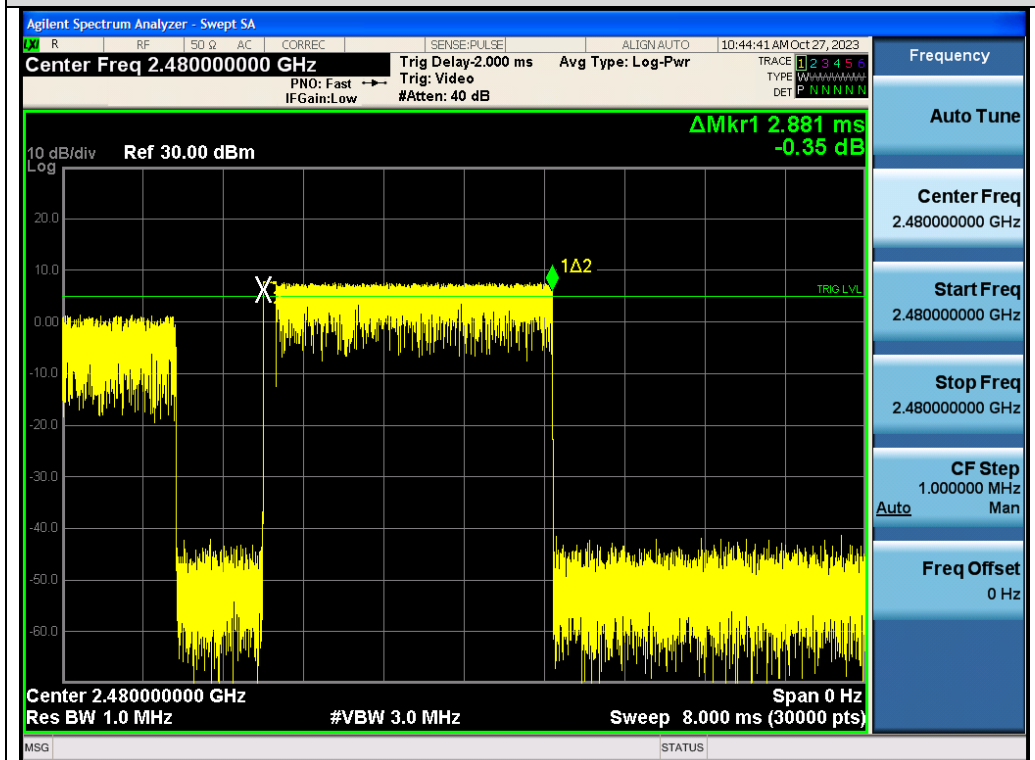 Agilent Spectrum Analyzer - Swept SA
LXI R RF 50 Ω AC CORREC SENSE:PULSE ALIGN AUTO 10:44:41 AM Oct 27, 2023
Center Freq 2.480000000 GHz
PNO: Fast
IFGain:Low
Trig Delay-2.000 ms
Trig: Video
#Atten: 40 dB
Avg Type: Log-Pwr
TRACE 1 2 3 4 5 6
TYPE WWWWWW
DET P N N N N N
ΔMkr1 2.881 ms
-0.35 dB
10 dB/div
Log
Ref 30.00 dBm
20.0
10.0
0.00
-10.0
-20.0
-30.0
-40.0
-50.0
-60.0
1Δ2
TRIG LVL
Center 2.480000000 GHz
Span 0 Hz
Res BW 1.0 MHz
#VBW 3.0 MHz
Sweep 8.000 ms (30000 pts)
MSG
STATUS
Frequency
Auto Tune
Center Freq
2.480000000 GHz
Start Freq
2.480000000 GHz
Stop Freq
2.480000000 GHz
CF Step
1.000000 MHz
Auto Man
Freq Offset
0 Hz